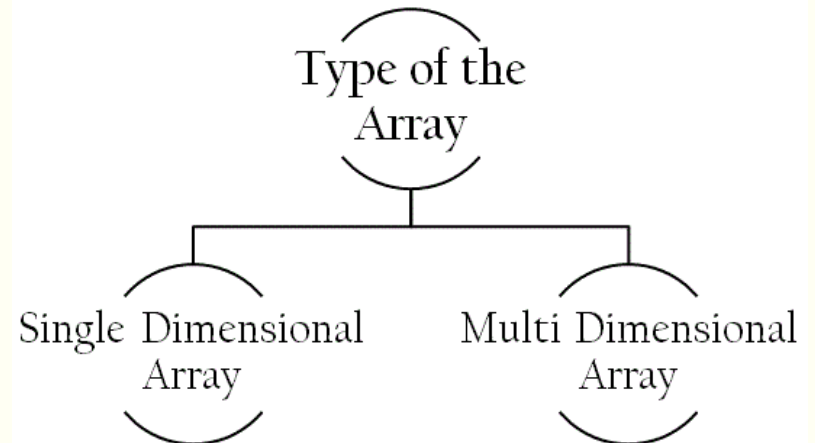 Type of the
Array
Single Dimensional
Array
Multi Dimensional
Array